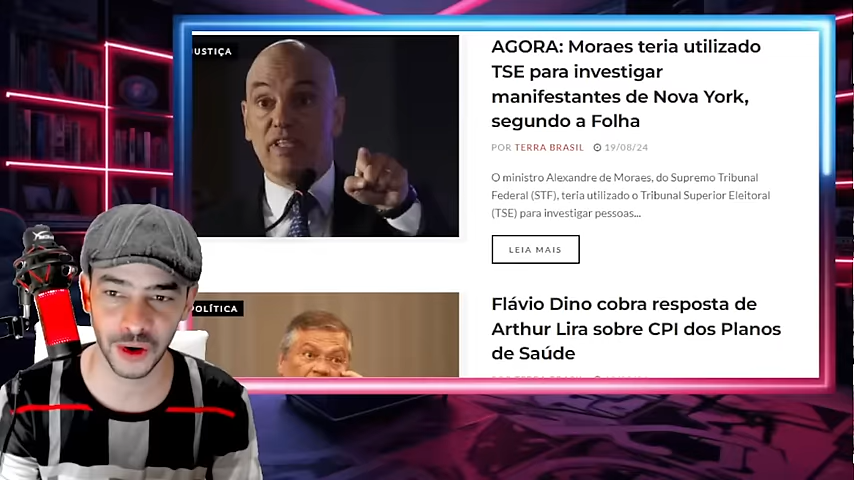 JUSTIÇA
AGORA: Moraes teria utilizado
TSE para investigar
manifestantes de Nova York,
segundo a Folha
POR TERRA BRASIL 19/08/24
O ministro Alexandre de Moraes, do Supremo Tribunal
Federal (STF), teria utilizado o Tribunal Superior Eleitoral
(TSE) para investigar pessoas...
LEIA MAIS
POLÍTICA
Flávio Dino cobra resposta de
Arthur Lira sobre CPI dos Planos
de Saúde